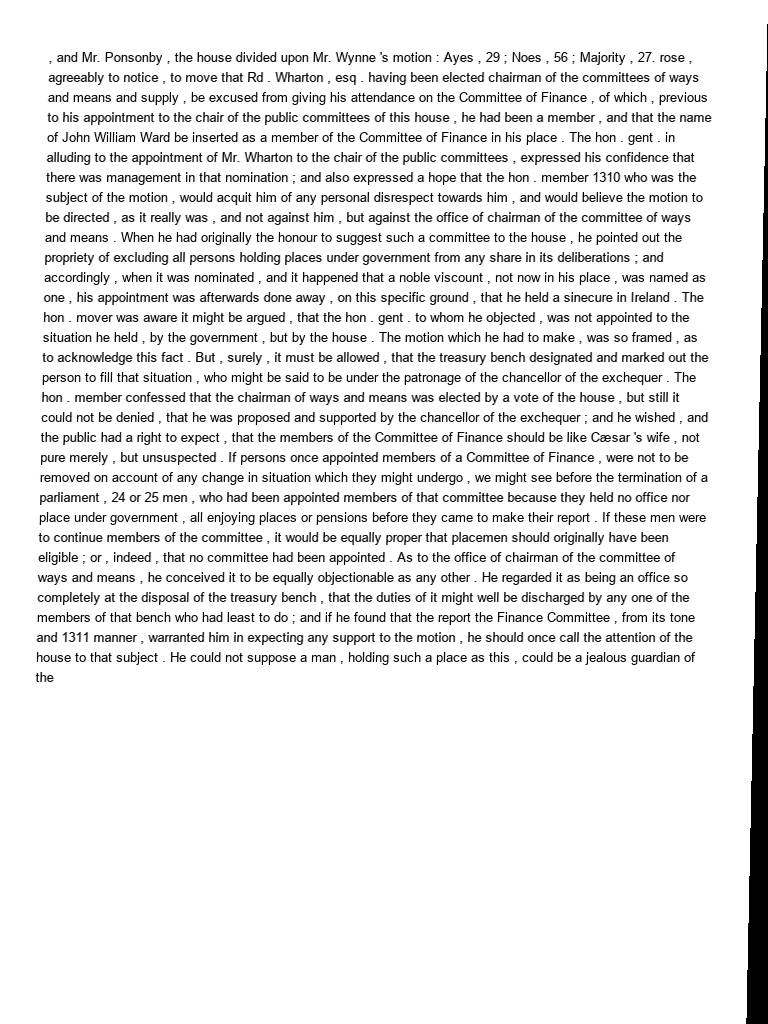 , and Mr. Ponsonby , the house divided upon Mr. Wynne 's motion : Ayes , 29 ; Noes , 56 ; Majority , 27. rose ,
agreeably to notice , to move that Rd . Wharton , esq . having been elected chairman of the committees of ways
and means and supply , be excused from giving his attendance on the Committee of Finance , of which , previous
to his appointment to the chair of the public committees of this house , he had been a member , and that the name
of John William Ward be inserted as a member of the Committee of Finance in his place . The hon . gent . in
alluding to the appointment of Mr. Wharton to the chair of the public committees , expressed his confidence that
there was management in that nomination ; and also expressed a hope that the hon . member 1310 who was the
subject of the motion , would acquit him of any personal disrespect towards him , and would believe the motion to
be directed , as it really was , and not against him , but against the office of chairman of the committee of ways
and means . When he had originally the honour to suggest such a committee to the house , he pointed out the
propriety of excluding all persons holding places under government from any share in its deliberations ; and
accordingly , when it was nominated , and it happened that a noble viscount , not now in his place , was named as
one , his appointment was afterwards done away , on this specific ground , that he held a sinecure in Ireland . The
hon . mover was aware it might be argued , that the hon . gent . to whom he objected , was not appointed to the
situation he held , by the government , but by the house . The motion which he had to make , was so framed , as
to acknowledge this fact . But , surely , it must be allowed , that the treasury bench designated and marked out the
person to fill that situation , who might be said to be under the patronage of the chancellor of the exchequer . The
hon . member confessed that the chairman of ways and means was elected by a vote of the house , but still it
could not be denied , that he was proposed and supported by the chancellor of the exchequer ; and he wished , and
the public had a right to expect , that the members of the Committee of Finance should be like Cæsar 's wife , not
pure merely , but unsuspected . If persons once appointed members of a Committee of Finance , were not to be
removed on account of any change in situation which they might undergo , we might see before the termination of a
parliament , 24 or 25 men , who had been appointed members of that committee because they held no office nor
place under government , all enjoying places or pensions before they came to make their report . If these men were
to continue members of the committee , it would be equally proper that placemen should originally have been
eligible ; or , indeed , that no committee had been appointed . As to the office of chairman of the committee of
ways and means , he conceived it to be equally objectionable as any other . He regarded it as being an office so
completely at the disposal of the treasury bench , that the duties of it might well be discharged by any one of the
members of that bench who had least to do ; and if he found that the report the Finance Committee , from its tone
and 1311 manner , warranted him in expecting any support to the motion , he should once call the attention of the
house to that subject . He could not suppose a man , holding such a place as this , could be a jealous guardian of
the